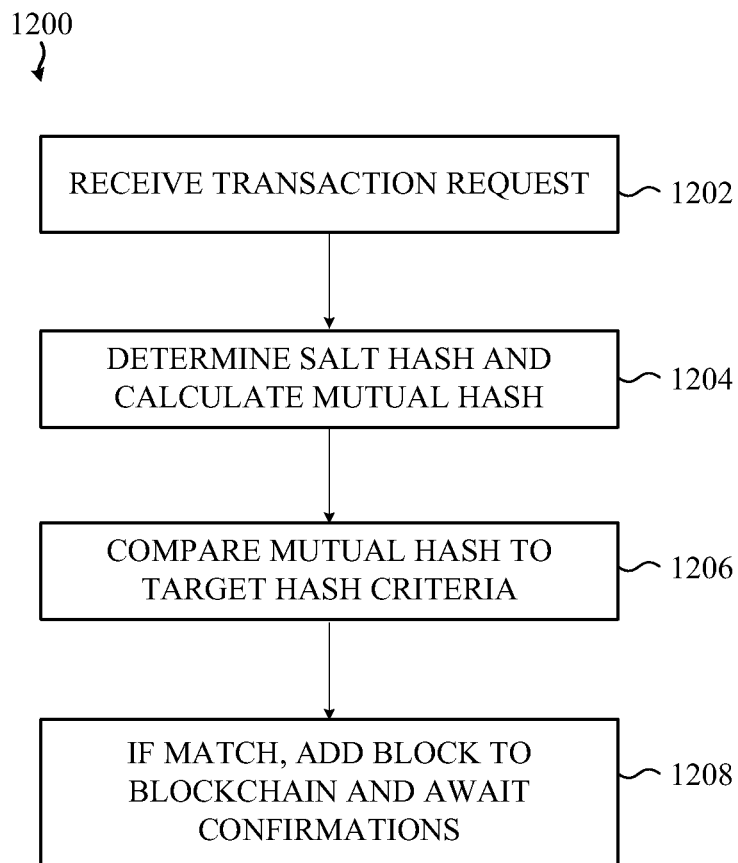 1200
RECEIVE TRANSACTION REQUEST
1202
DETERMINE SALT HASH AND
CALCULATE MUTUAL HASH
1204
COMPARE MUTUAL HASH TO
TARGET HASH CRITERIA
1206
IF MATCH, ADD BLOCK TO
BLOCKCHAIN AND AWAIT
CONFIRMATIONS
1208